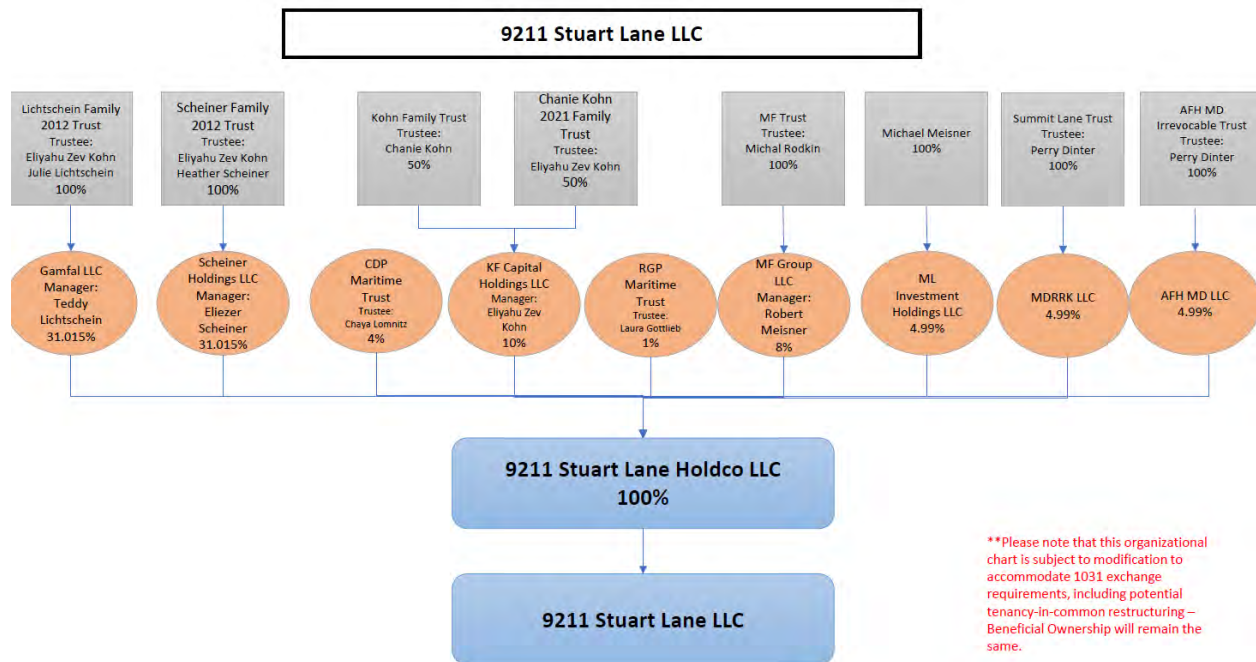 9211 Stuart Lane LLC
Lichtschein Family
2012 Trust
Trustee:
Eliyahu Zev Kohn
Julie Lichtschein
100%
Scheiner Family
2012 Trust
Trustee:
Eliyahu Zev Kohn
Heather Scheiner
100%
Kohn Family Trust
Trustee:
Chanie Kohn
50%
Chanie Kohn
2021 Family
Trust
Trustee:
Eliyahu Zev Kohn
50%
MF Trust
Trustee:
Michal Rodkin
100%
Michael Meisner
100%
Summit Lane Trust
Trustee:
Perry Dinter
100%
AFH MD
Irrevocable Trust
Trustee:
Perry Dinter
100%
Gamfal LLC
Manager:
Teddy
Lichtschein
31.015%
Scheiner
Holdings LLC
Manager:
Eliezer
Scheiner
31.015%
CDP
Maritime
Trust
Trustee:
Chaya Lomnitz
4%
KF Capital
Holdings LLC
Manager:
Eliyahu Zev
Kohn
10%
RGP
Maritime
Trust
Trustee:
Laura Gottlieb
1%
MF Group
LLC
Manager:
Robert
Meisner
8%
ML
Investment
Holdings LLC
4.99%
MDRRK LLC
4.99%
AFH MD LLC
4.99%
9211 Stuart Lane Holdco LLC
100%
9211 Stuart Lane LLC
**Please note that this organizational
chart is subject to modification to
accommodate 1031 exchange
requirements, including potential
tenancy-in-common restructuring –
Beneficial Ownership will remain the
same.